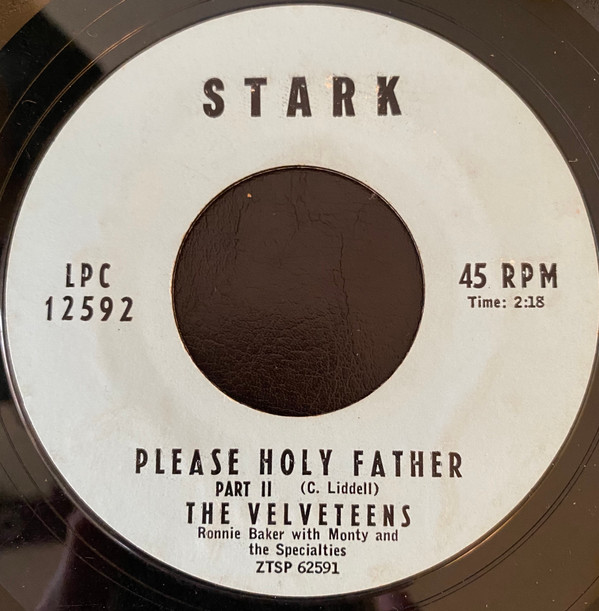 STARK
LPC
12592
45 RPM
Time: 2:18
PLEASE HOLY FATHER
PART II (C. Liddell)
THE VELVETEENS
Ronnie Baker with Monty and
the Specialties
ZTSP 62591